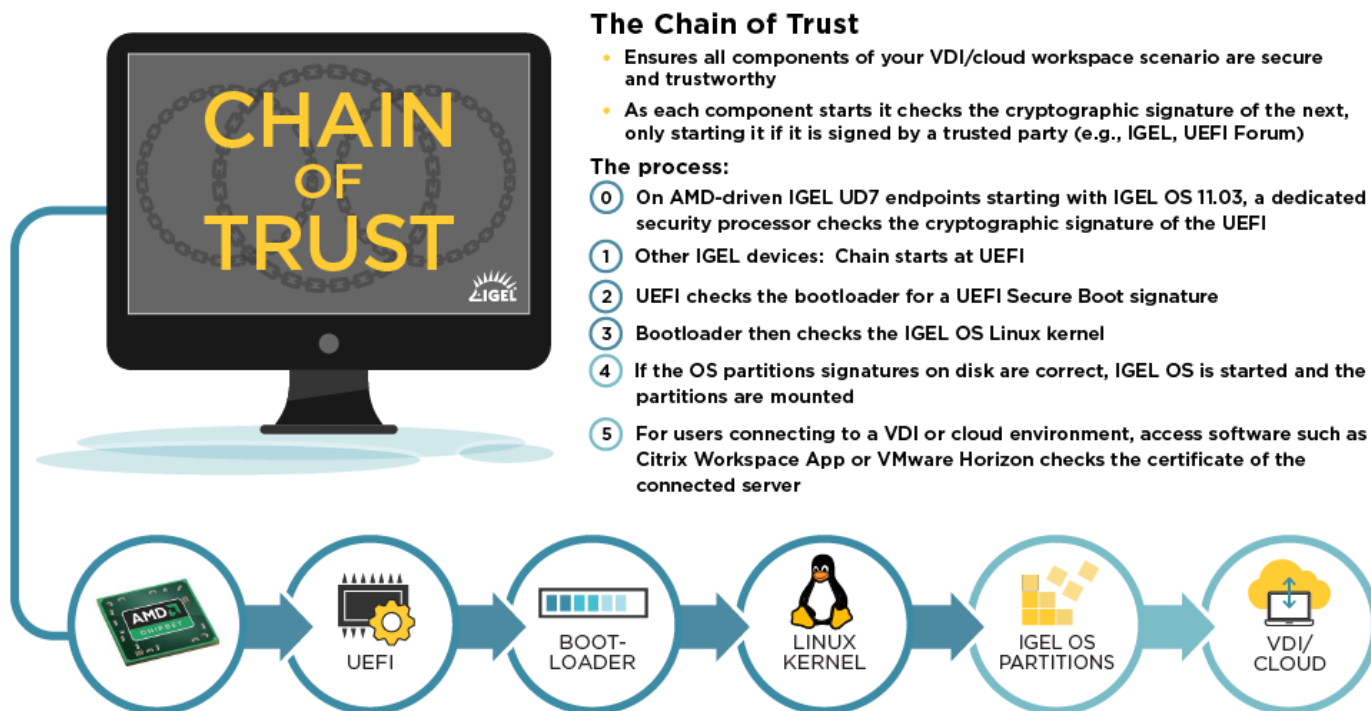 CHAIN
OF
TRUST
IGEL
The Chain of Trust
• Ensures all components of your VDI/cloud workspace scenario are secure
and trustworthy
• As each component starts it checks the cryptographic signature of the next,
only starting it if it is signed by a trusted party (e.g., IGEL, UEFI Forum)
The process:
0 On AMD-driven IGEL UD7 endpoints starting with IGEL OS 11.03, a dedicated
security processor checks the cryptographic signature of the UEFI
1 Other IGEL devices: Chain starts at UEFI
2 UEFI checks the bootloader for a UEFI Secure Boot signature
3 Bootloader then checks the IGEL OS Linux kernel
4 If the OS partitions signatures on disk are correct, IGEL OS is started and the
partitions are mounted
5 For users connecting to a VDI or cloud environment, access software such as
Citrix Workspace App or VMware Horizon checks the certificate of the
connected server
AMD
CHIPSET
UEFI
BOOT-
LOADER
LINUX
KERNEL
IGEL OS
PARTITIONS
VDI/
CLOUD